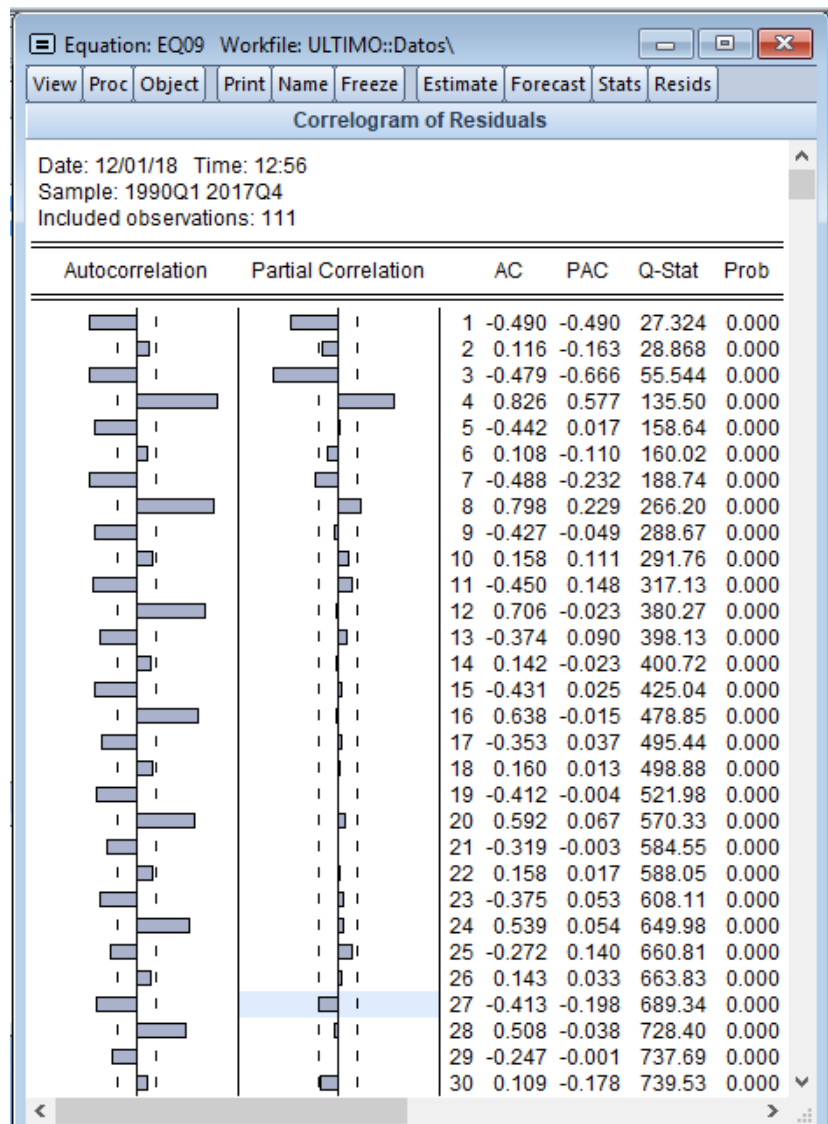 Equation: EQ09 Workfile: ULTIMO::Datos\
View Proc Object Print Name Freeze Estimate Forecast Stats Resids
Correlogram of Residuals
Date: 12/01/18 Time: 12:56
Sample: 1990Q1 2017Q4
Included observations: 111
Autocorrelation Partial Correlation AC PAC Q-Stat Prob
1 -0.490 -0.490 27.324 0.000
2 0.116 -0.163 28.868 0.000
3 -0.479 -0.666 55.544 0.000
4 0.826 0.577 135.50 0.000
5 -0.442 0.017 158.64 0.000
6 0.108 -0.110 160.02 0.000
7 -0.488 -0.232 188.74 0.000
8 0.798 0.229 266.20 0.000
9 -0.427 -0.049 288.67 0.000
10 0.158 0.111 291.76 0.000
11 -0.450 0.148 317.13 0.000
12 0.706 -0.023 380.27 0.000
13 -0.374 0.090 398.13 0.000
14 0.142 -0.023 400.72 0.000
15 -0.431 0.025 425.04 0.000
16 0.638 -0.015 478.85 0.000
17 -0.353 0.037 495.44 0.000
18 0.160 0.013 498.88 0.000
19 -0.412 -0.004 521.98 0.000
20 0.592 0.067 570.33 0.000
21 -0.319 -0.003 584.55 0.000
22 0.158 0.017 588.05 0.000
23 -0.375 0.053 608.11 0.000
24 0.539 0.054 649.98 0.000
25 -0.272 0.140 660.81 0.000
26 0.143 0.033 663.83 0.000
27 -0.413 -0.198 689.34 0.000
28 0.508 -0.038 728.40 0.000
29 -0.247 -0.001 737.69 0.000
30 0.109 -0.178 739.53 0.000